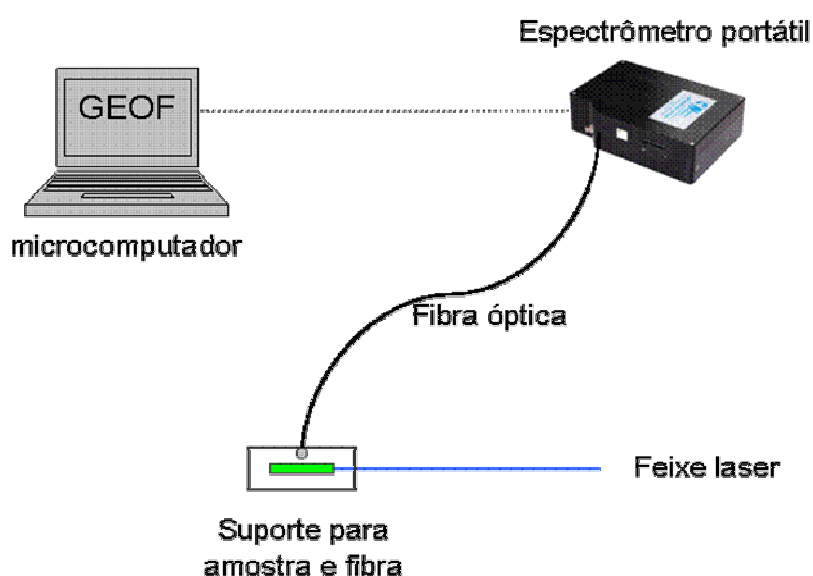 Espectrômetro portátil
GEOF
microcomputador
Fibra óptica
Feixe laser
Suporte para
amostra e fibra